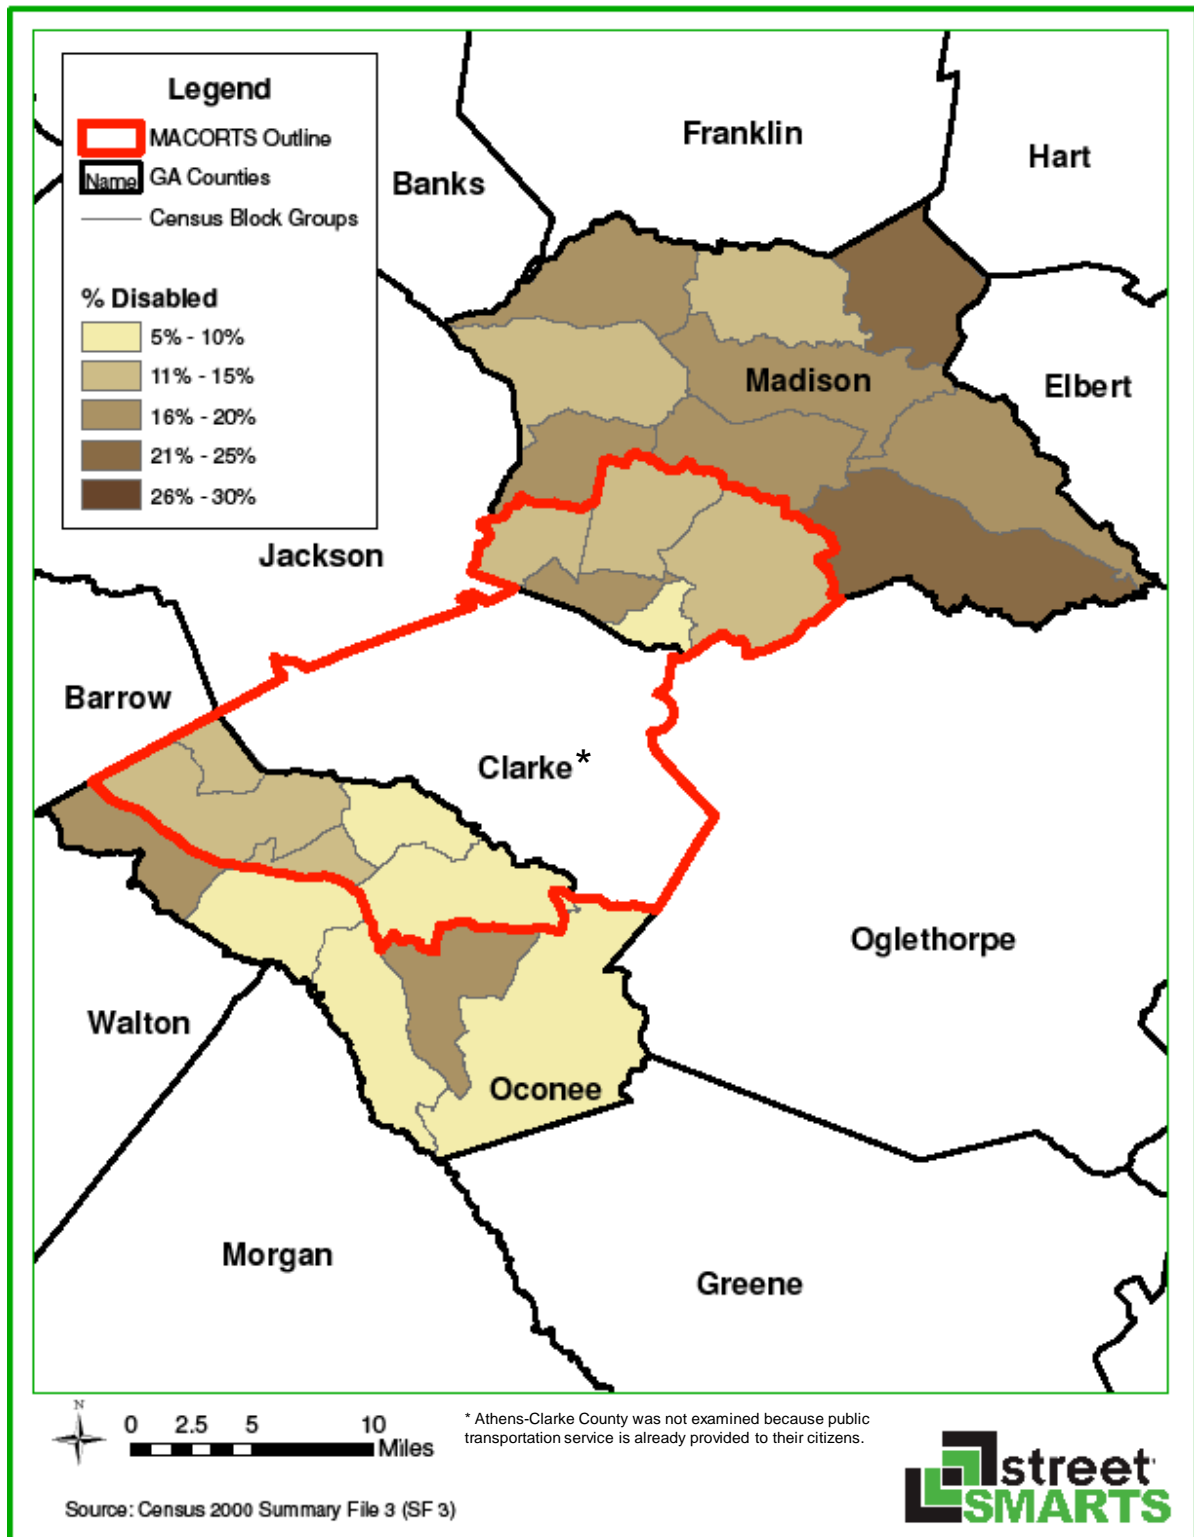 Legend
MACORTS Outline
Name GA Counties
Census Block Groups
% Disabled
5% - 10%
11% - 15%
16% - 20%
21% - 25%
26% - 30%
Franklin
Hart
Banks
Madison
Elbert
Jackson
Barrow
Clarke*
Oglethorpe
Walton
Oconee
Morgan
Greene
N
0 2.5 5 10
Miles
* Athens-Clarke County was not examined because public
transportation service is already provided to their citizens.
Source: Census 2000 Summary File 3 (SF 3)
street
SMARTS